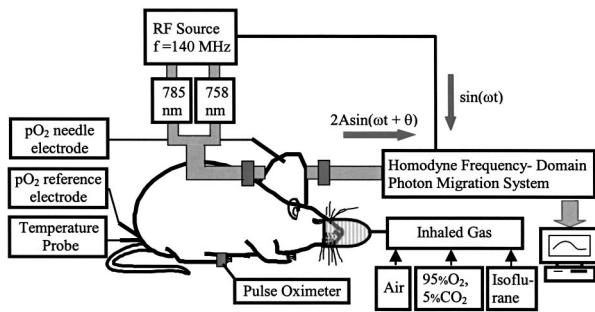 RF Source
f =140 MHz
785
nm
758
nm
sin(ωt)
pO₂ needle
electrode
2Asin(ωt + θ)
Homodyne Frequency- Domain
Photon Migration System
pO₂ reference
electrode
Temperature
Probe
Inhaled Gas
Pulse Oximeter
Air
95%O₂,
5%CO₂
Isoflu-
rane